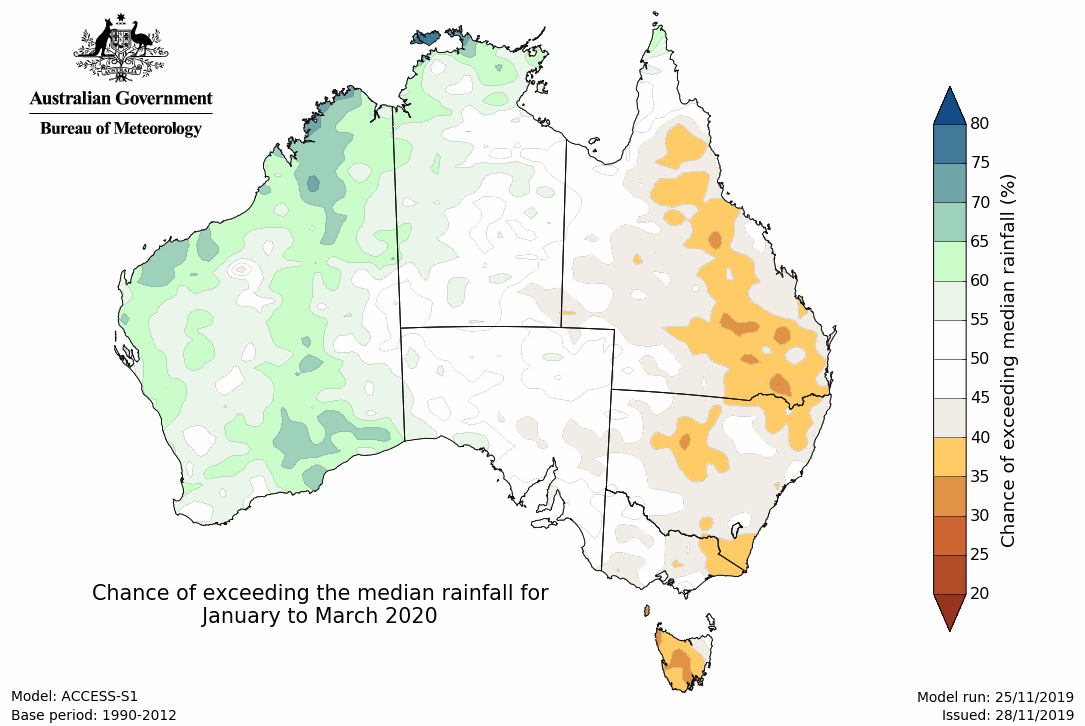 Australian Government
Bureau of Meteorology
80
75
70
65
60
55
50
45
40
35
30
25
20
Chance of exceeding median rainfall (%)
Chance of exceeding the median rainfall for
January to March 2020
Model: ACCESS-S1
Base period: 1990-2012
Model run: 25/11/2019
Issued: 28/11/2019